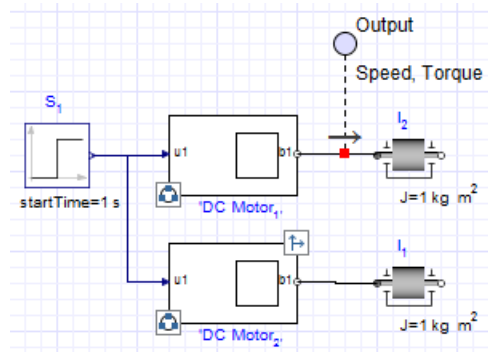 Output
Speed, Torque
S1
I2
u1
b1
startTime=1 s
'DC Motor1,
J=1 kg m2
I1
u1
b1
'DC Motor2,
J=1 kg m2